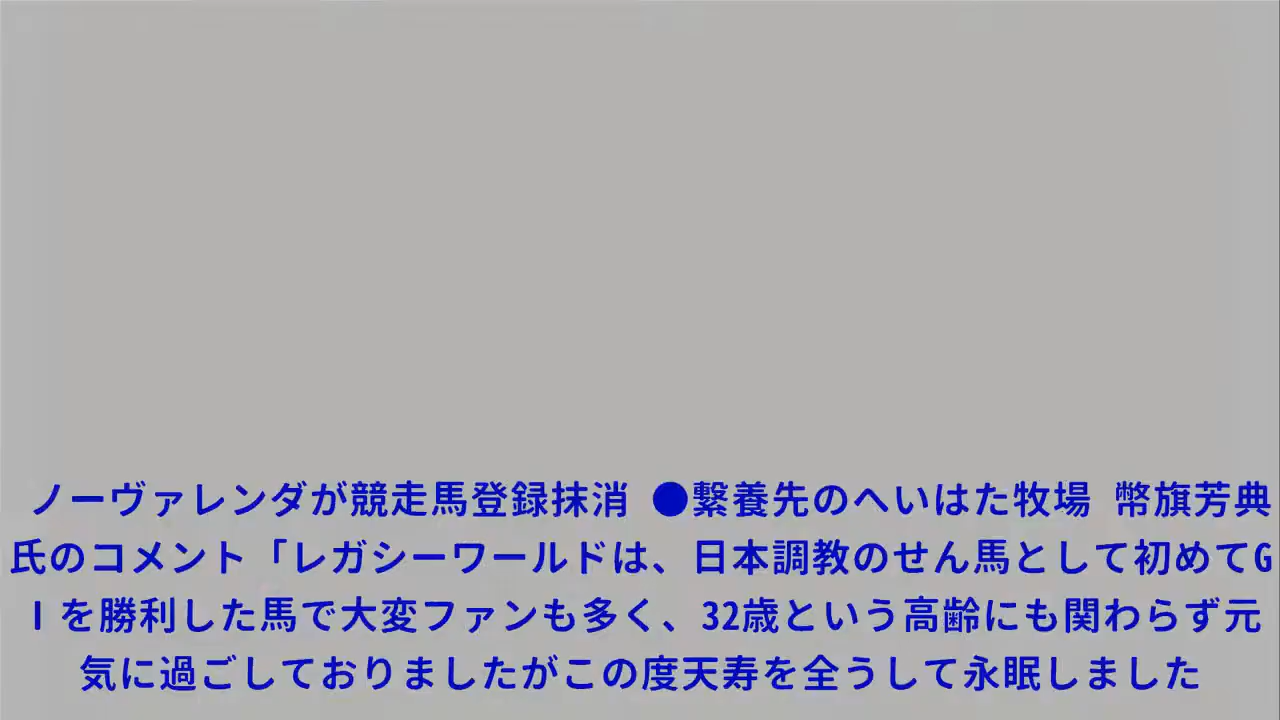 ノーヴァレンダが競走馬登録抹消 ●繋養先のへいはた牧場 幣旗芳典
氏のコメント「レガシーワールドは、日本調教のせん馬として初めてG
Ⅰを勝利した馬で大変ファンも多く、32歳という高齢にも関わらず元
気に過ごしておりましたがこの度天寿を全うして永眠しました